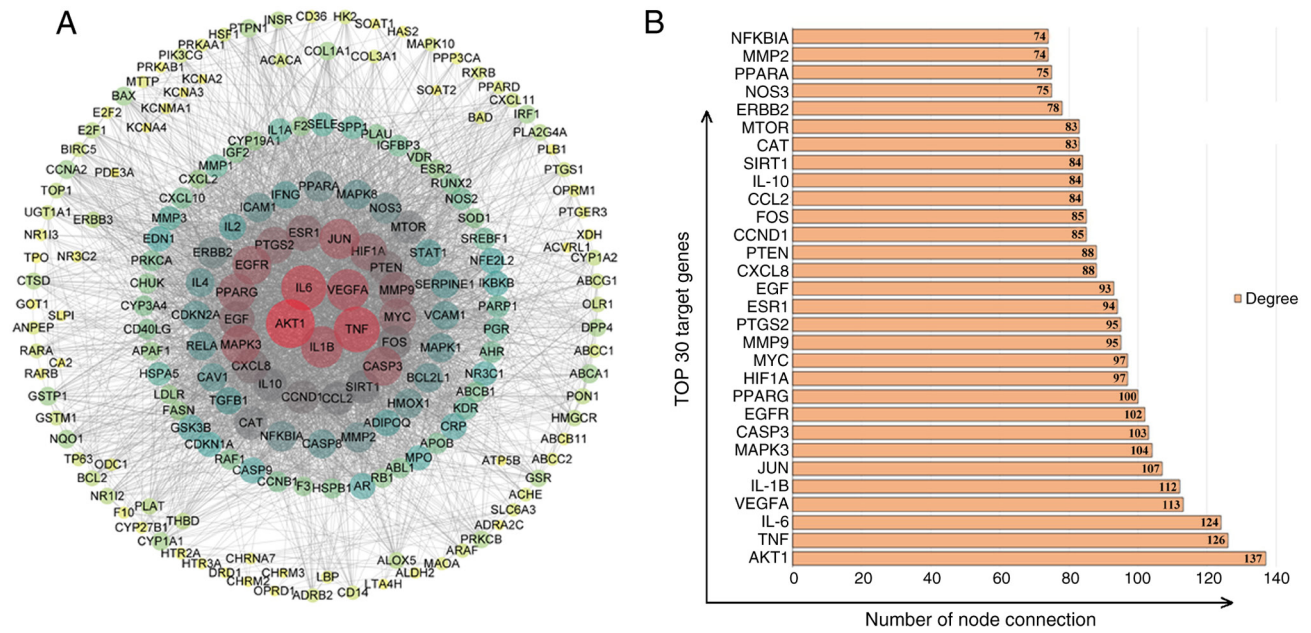 A
INSR
CD36
HK2
SOAT1
HAS2
MAPK10
PPP3CA
RXRB
PPARD
CXCL11
IRF1
PLA2G4A
PLB1
PTGS1
OPRM1
PTGER3
XDH
ACVRL1
CYP1A2
ABCG1
OLR1
DPP4
ABCC1
ABCA1
PON1
HMGCR
ABCB11
ABCC2
ATP5B
GSR
ACHE
SLC6A3
ADRA2C
PRKCB
ARAF
MAOA
ALOX5
ALDH2
LTA4H
CD14
LBP
ADRB2
OPRD1
CHRM3
CHRM2
CHRNA7
DRD1
HTR3A
HTR2A
CYP1A1
THBD
CYP27B1
PLAT
F10
NR1I2
BCL2
ODC1
TP63
NQO1
GSTM1
GSTP1
RARB
CA2
RARA
ANPEP
SLPI
GOT1
CTSD
TPO
NR3C2
NR1I3
UGT1A1
ERBB3
TOP1
CCNA2
PDE3A
BIRC5
E2F1
E2F2
BAX
KCNA4
KCNMA1
KCNA3
KCNA2
MTTP
PRKAB1
PIK3CG
PRKAA1
HSF1
PTPN1
ACACA
COL1A1
COL3A1
SOAT2
BAD
IL1A
F2
SELE
SPP1
PLAU
IGFBP3
VDR
ESR2
RUNX2
NOS2
SOD1
SREBF1
NFE2L2
IKBKB
PARP1
PGR
AHR
NR3C1
ABCB1
KDR
CRP
APOB
MPO
ABL1
RB1
AR
HSPB1
F3
CCNB1
CASP9
RAF1
CDKN1A
GSK3B
FASN
LDLR
HSPA5
APAF1
CD40LG
CYP3A4
CHUK
PRKCA
EDN1
MMP3
CXCL10
CXCL2
MMP1
IGF2
CYP19A1
PPARA
MAPK8
NOS3
MTOR
STAT1
SERPINE1
VCAM1
MAPK1
BCL2L1
HMOX1
ADIPOQ
MMP2
CASP8
NFKBIA
CAT
TGFB1
CAV1
RELA
CDKN2A
IL4
ERBB2
IL2
ICAM1
IFNG
ESR1
JUN
HIF1A
PTEN
MMP9
MYC
FOS
CASP3
SIRT1
CCL2
CCND1
IL10
CXCL8
MAPK3
EGF
PPARG
EGFR
PTGS2
IL6
VEGFA
AKT1
TNF
IL1B
B
NFKBIA 74
MMP2 74
PPARA 75
NOS3 75
ERBB2 78
MTOR 83
CAT 83
SIRT1 84
IL-10 84
CCL2 84
FOS 85
CCND1 85
PTEN 88
CXCL8 88
EGF 93
ESR1 94
PTGS2 95
MMP9 95
MYC 97
HIF1A 97
PPARG 100
EGFR 102
CASP3 103
MAPK3 104
JUN 107
IL-1B 112
VEGFA 113
IL-6 124
TNF 126
AKT1 137
0 20 40 60 80 100 120 140
Number of node connection
TOP 30 target genes
Degree